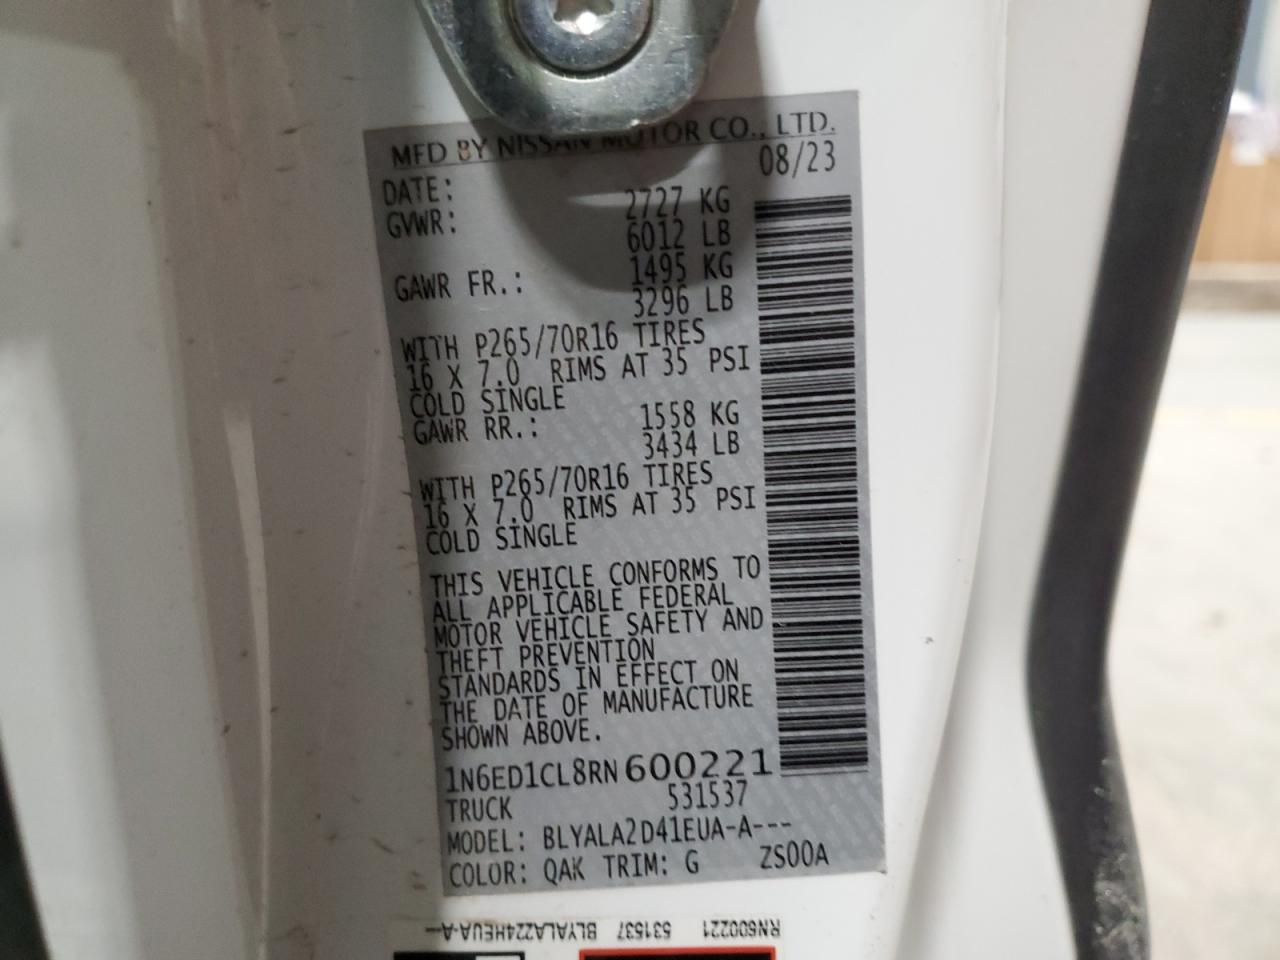 MFD BY NISSAN MOTOR CO., LTD.
DATE: 08/23
GVWR: 2727 KG
6012 LB
GAWR FR.: 1495 KG
3296 LB
WITH P265/70R16 TIRES
16 X 7.0 RIMS AT 35 PSI
COLD SINGLE
GAWR RR.: 1558 KG
3434 LB
WITH P265/70R16 TIRES
16 X 7.0 RIMS AT 35 PSI
COLD SINGLE
THIS VEHICLE CONFORMS TO
ALL APPLICABLE FEDERAL
MOTOR VEHICLE SAFETY AND
THEFT PREVENTION
STANDARDS IN EFFECT ON
THE DATE OF MANUFACTURE
SHOWN ABOVE.
1N6ED1CL8RN600221
TRUCK 531537
MODEL: BLYALA2D41EUA-A---
COLOR: QAK TRIM: G ZS00A
RN600221 531537 BLYALAZZ4HEUA-A--